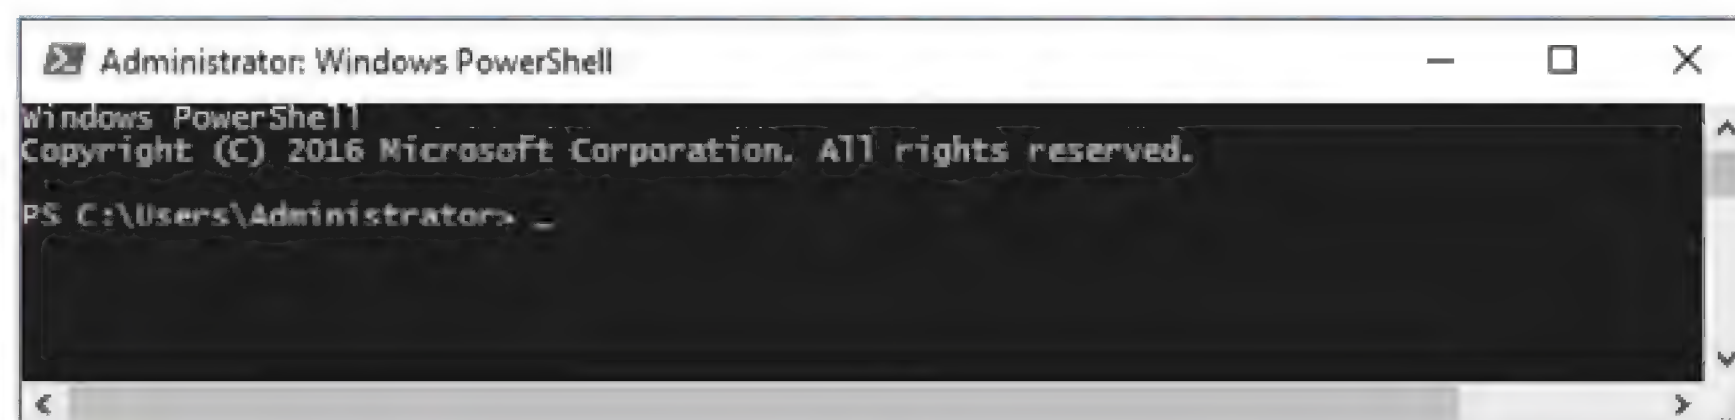 Administrator: Windows PowerShell
Windows PowerShell
Copyright (C) 2016 Microsoft Corporation. All rights reserved.
PS C:\Users\Administrator> _